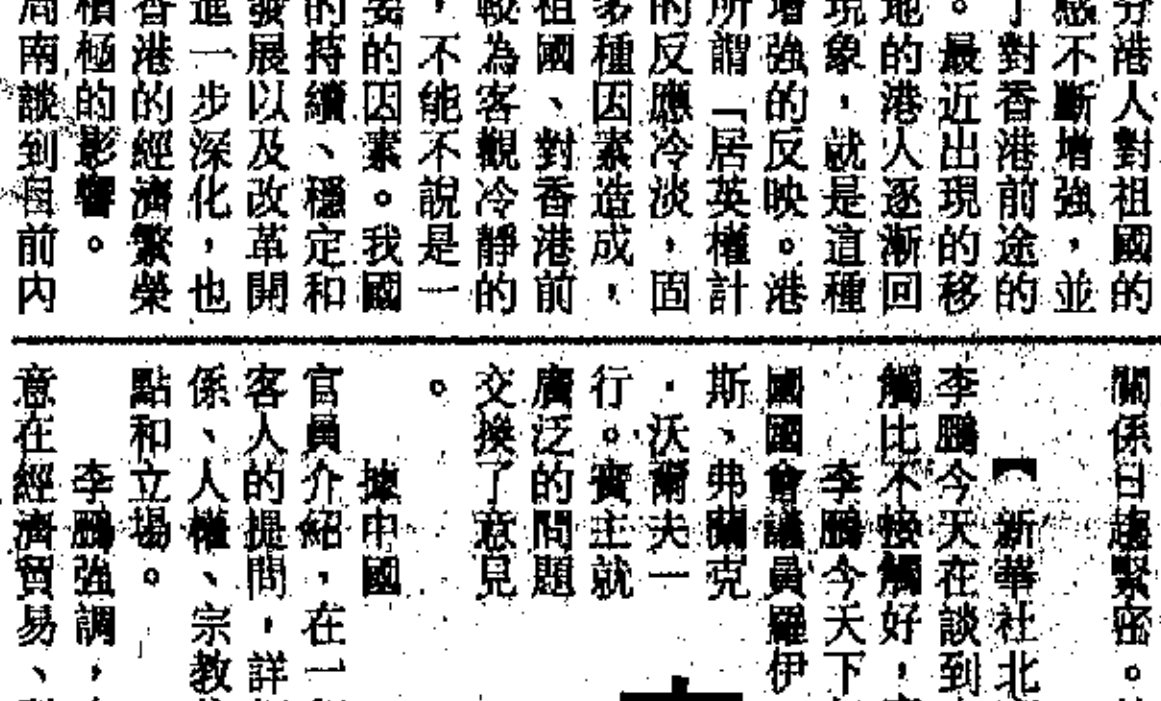 港人對祖國的
感不斷增強，並
對香港前途的
。最近出現的移
地的港人逐漸回
現象，就是這種
增強的反映。港
所謂「居英權計
的反應冷淡，固
多種因素造成，
祖國、對香港前
較為客觀冷靜的
，不能不說是一
的因素。我國
的持續、穩定和
發展以及改革開
進一步深化，也
香港的經濟繁榮
積極的影響。
南談到目前內
關係日趨緊密。
【新華社北
李鵬今天在談到
觸比不接觸好，
李鵬今天下
國國會議員羅伊
斯、弗蘭克
·沃爾夫一
行。賓主就
廣泛的問題
交換了意見
。
據中國
官員介紹，在一
客人的提問，詳
係、人權、宗教
點和立場。
李鵬強調，
意在經濟貿易、